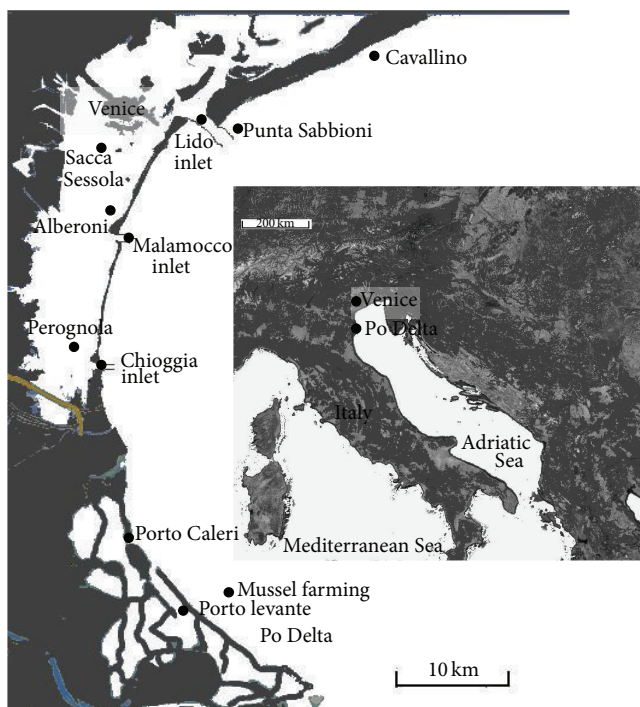 Cavallino
Venice
Punta Sabbioni
Lido
inlet
Sacca
Sessola
Alberoni
Malamocco
inlet
Perognola
Chioggia
inlet
200 km
Venice
Po Delta
Italy
Adriatic
Sea
Mediterranean Sea
Porto Caleri
Mussel farming
Porto levante
Po Delta
10 km